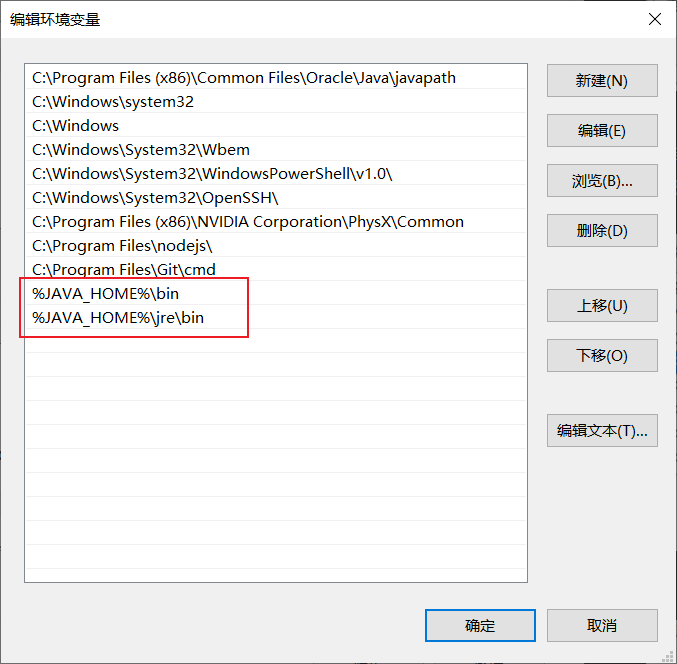 编辑环境变量
C:\Program Files (x86)\Common Files\Oracle\Java\javapath
C:\Windows\system32
C:\Windows
C:\Windows\System32\Wbem
C:\Windows\System32\WindowsPowerShell\v1.0\
C:\Windows\System32\OpenSSH\
C:\Program Files (x86)\NVIDIA Corporation\PhysX\Common
C:\Program Files\nodejs\
C:\Program Files\Git\cmd
%JAVA_HOME%\bin
%JAVA_HOME%\jre\bin
新建(N)
编辑(E)
浏览(B)...
删除(D)
上移(U)
下移(O)
编辑文本(T)...
确定
取消